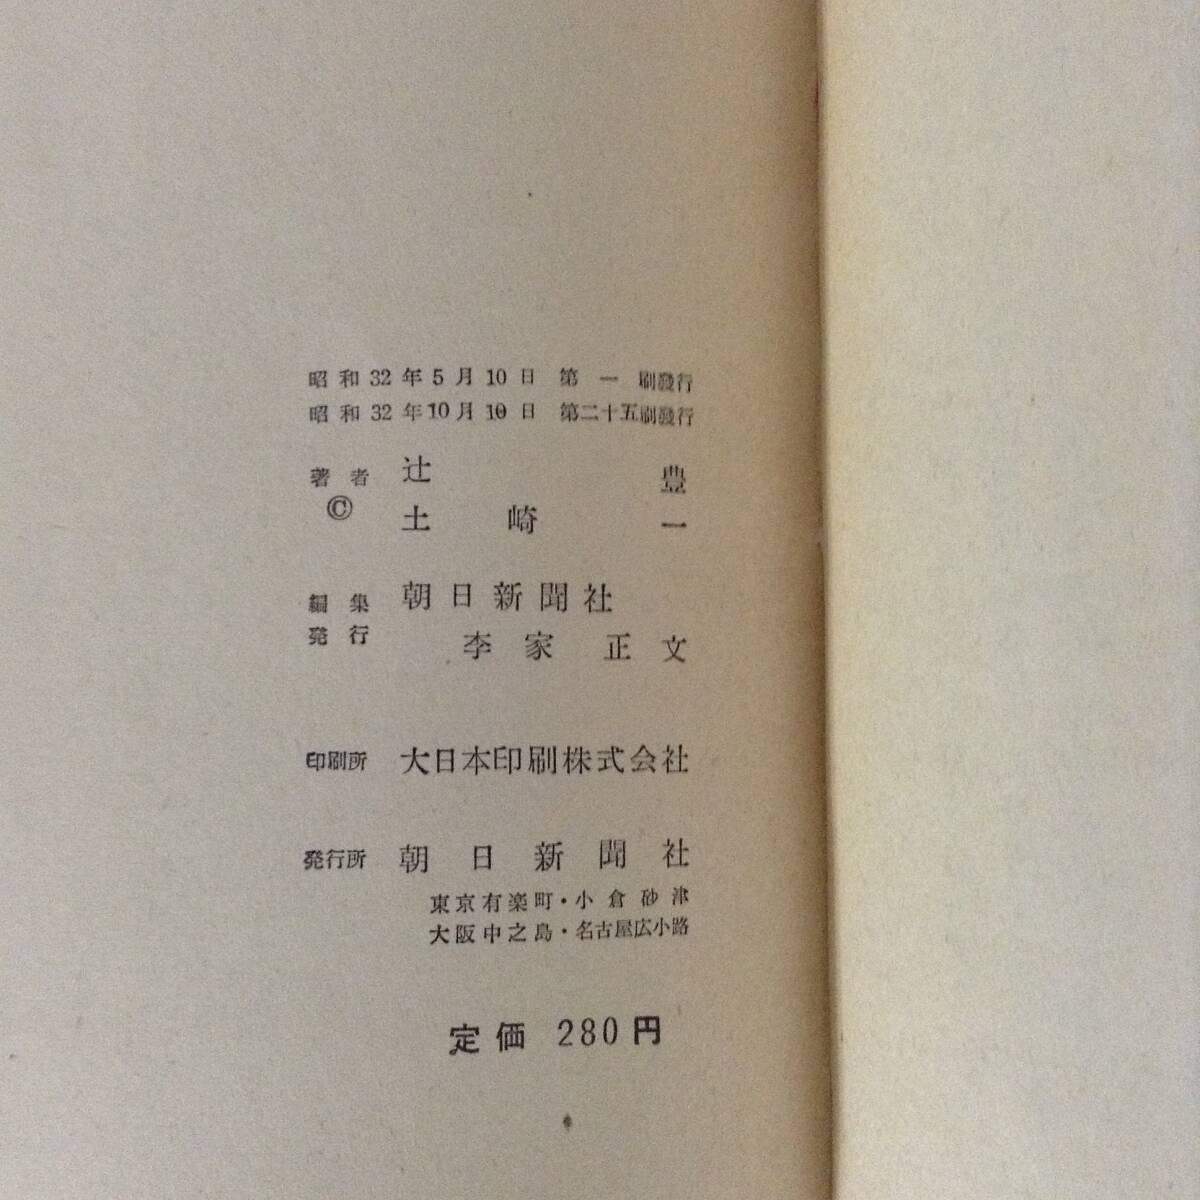 昭和32年5月10日 第一刷發行
昭和32年10月10日 第二十五刷發行
著者 辻 豊
© 土崎 一
編集 朝日新聞社
発行 李家 正文
印刷所 大日本印刷株式会社
発行所 朝日新聞社
東京有楽町・小倉砂津
大阪中之島・名古屋広小路
定価 280円